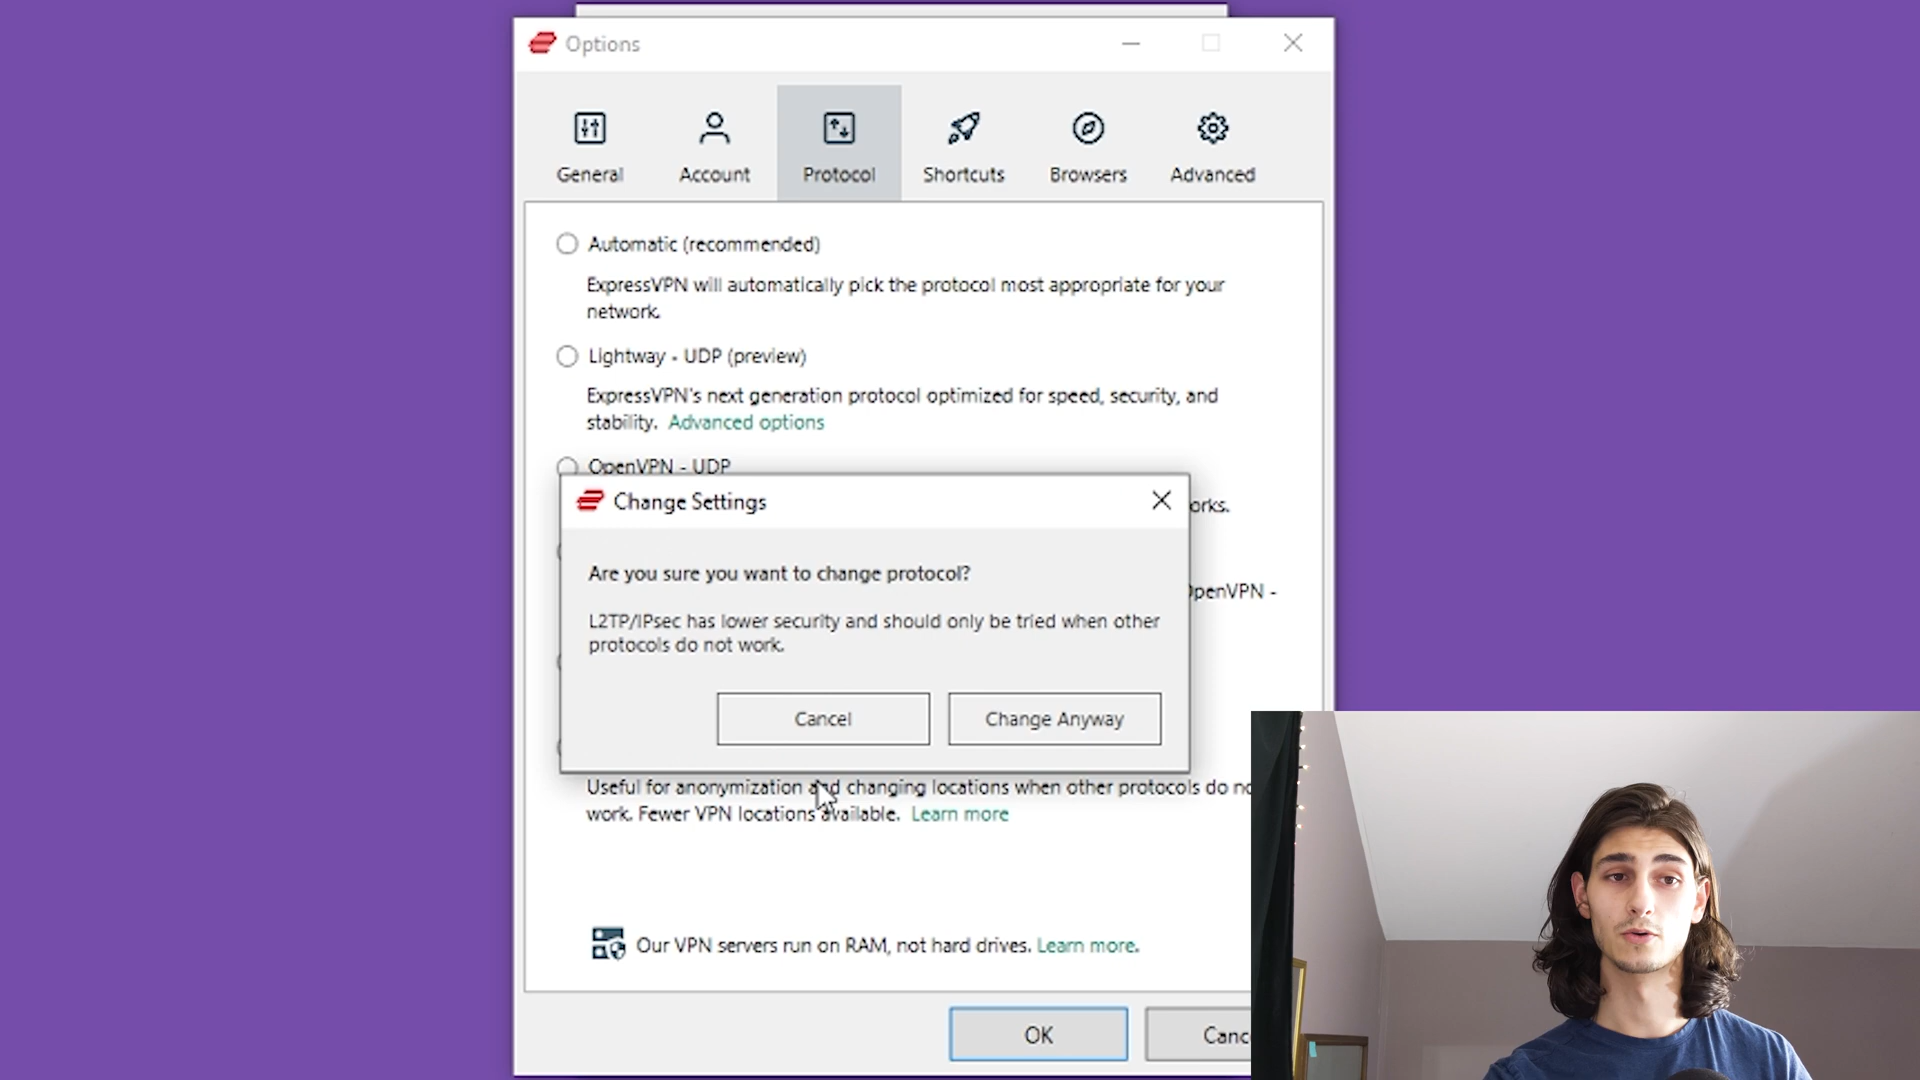 Options
General
Account
Protocol
Shortcuts
Browsers
Advanced
Automatic (recommended)
ExpressVPN will automatically pick the protocol most appropriate for your
network.
Lightway - UDP (preview)
ExpressVPN's next generation protocol optimized for speed, security, and
stability. Advanced options
OpenVPN - UDP
orks.
OpenVPN -
Change Settings
Are you sure you want to change protocol?
L2TP/IPsec has lower security and should only be tried when other
protocols do not work.
Cancel
Change Anyway
Useful for anonymization and changing locations when other protocols do no
work. Fewer VPN locations available. Learn more
Our VPN servers run on RAM, not hard drives. Learn more.
OK
Canc